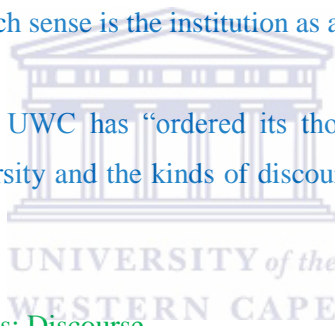 ch sense is the institution as a
UWC has “ordered its tho
rsity and the kinds of discour
UNIVERSITY of the
WESTERN CAPE
s: Discourse